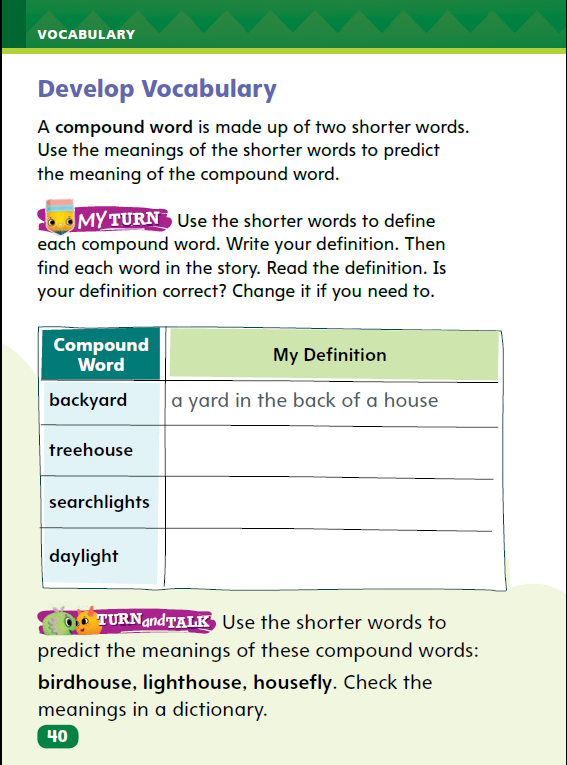 VOCABULARY
Develop Vocabulary
A compound word is made up of two shorter words.
Use the meanings of the shorter words to predict
the meaning of the compound word.
MY TURN Use the shorter words to define
each compound word. Write your definition. Then
find each word in the story. Read the definition. Is
your definition correct? Change it if you need to.
Compound
Word
My Definition
backyard
a yard in the back of a house
treehouse
searchlights
daylight
TURN and TALK Use the shorter words to
predict the meanings of these compound words:
birdhouse, lighthouse, housefly. Check the
meanings in a dictionary.
40